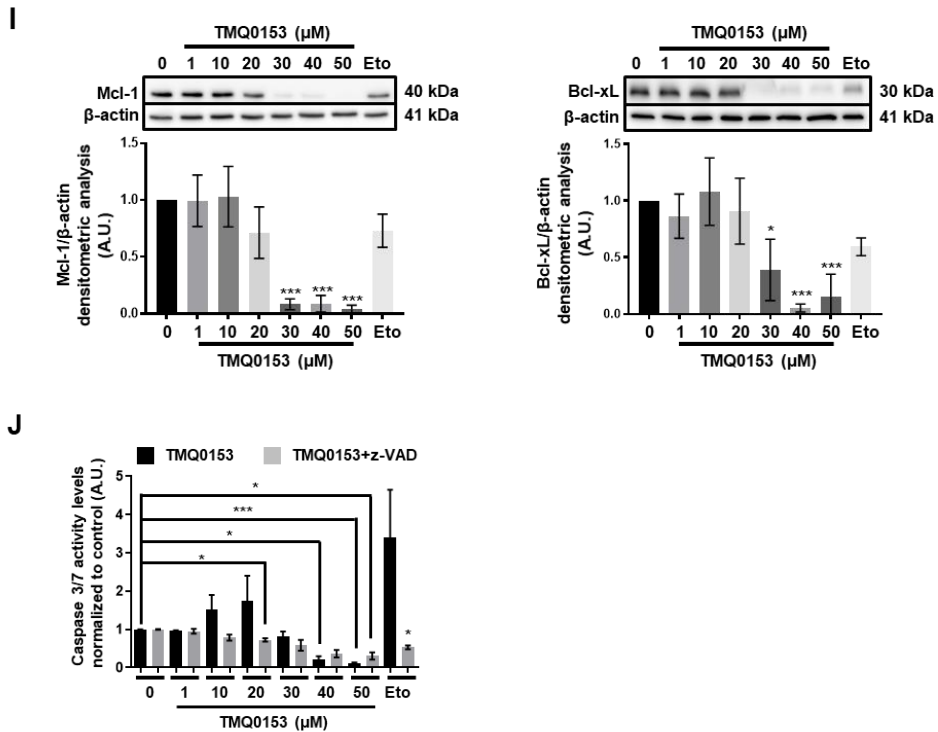 I
TMQ0153 (µM)
0 1 10 20 30 40 50 Eto
Mcl-1 40 kDa
β-actin 41 kDa
Mcl-1/β-actin
densitometric analysis
(A.U.)
1.5
1.0
0.5
0.0
*** *** ***
0 1 10 20 30 40 50 Eto
TMQ0153 (µM)
TMQ0153 (µM)
0 1 10 20 30 40 50 Eto
Bcl-xL 30 kDa
β-actin 41 kDa
Bcl-xL/β-actin
densitometric analysis
(A.U.)
1.5
1.0
0.5
0.0
* *** ***
0 1 10 20 30 40 50 Eto
TMQ0153 (µM)
J
TMQ0153 TMQ0153+z-VAD
Caspase 3/7 activity levels
normalized to control (A.U.)
5
4
3
2
1
0
*
***
*
*
*
0 1 10 20 30 40 50 Eto
TMQ0153 (µM)